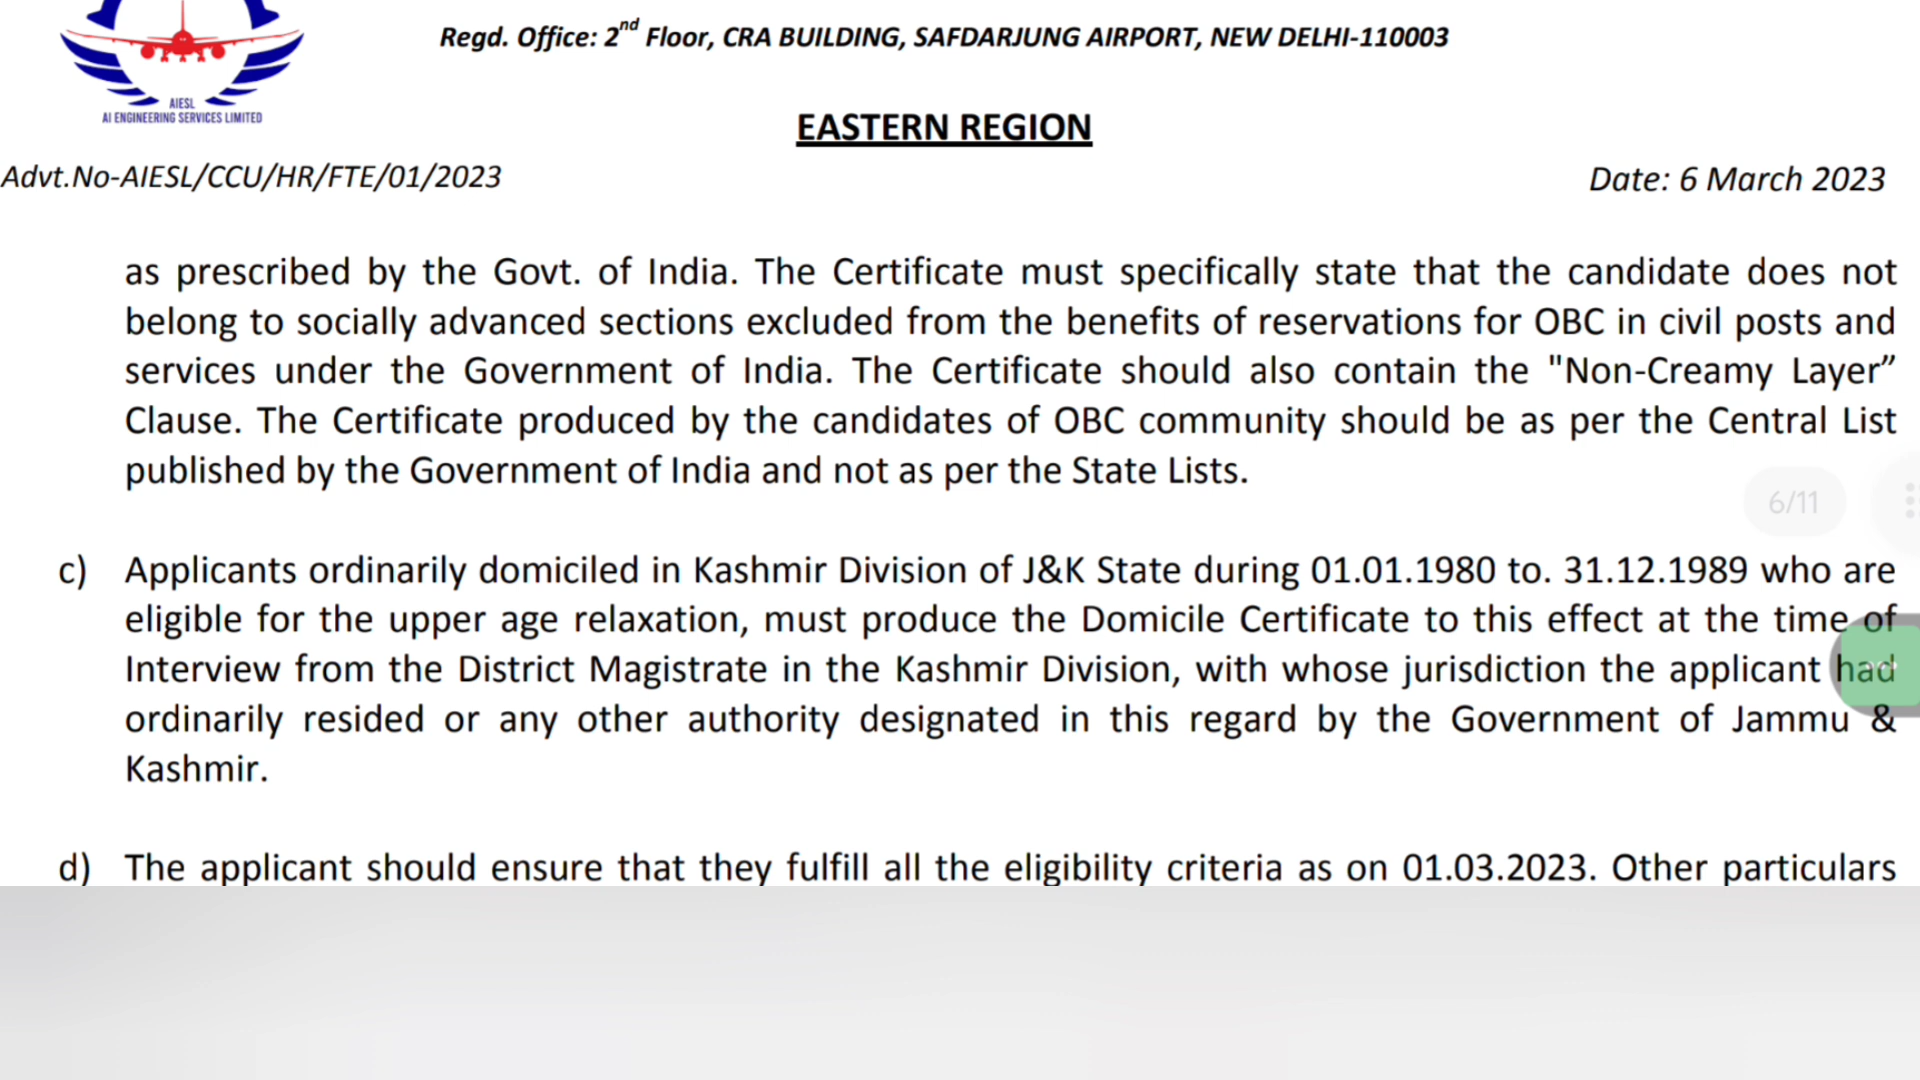 Regd. Office: 2nd Floor, CRA BUILDING, SAFDARJUNG AIRPORT, NEW DELHI-110003
AIESL
AI ENGINEERING SERVICES LIMITED
EASTERN REGION
Advt.No-AIESL/CCU/HR/FTE/01/2023
Date: 6 March 2023
as prescribed by the Govt. of India. The Certificate must specifically state that the candidate does not
belong to socially advanced sections excluded from the benefits of reservations for OBC in civil posts and
services under the Government of India. The Certificate should also contain the "Non-Creamy Layer”
Clause. The Certificate produced by the candidates of OBC community should be as per the Central List
published by the Government of India and not as per the State Lists.
6/11
c) Applicants ordinarily domiciled in Kashmir Division of J&K State during 01.01.1980 to. 31.12.1989 who are
eligible for the upper age relaxation, must produce the Domicile Certificate to this effect at the time of
Interview from the District Magistrate in the Kashmir Division, with whose jurisdiction the applicant had
ordinarily resided or any other authority designated in this regard by the Government of Jammu &
Kashmir.
d) The applicant should ensure that they fulfill all the eligibility criteria as on 01.03.2023. Other particulars